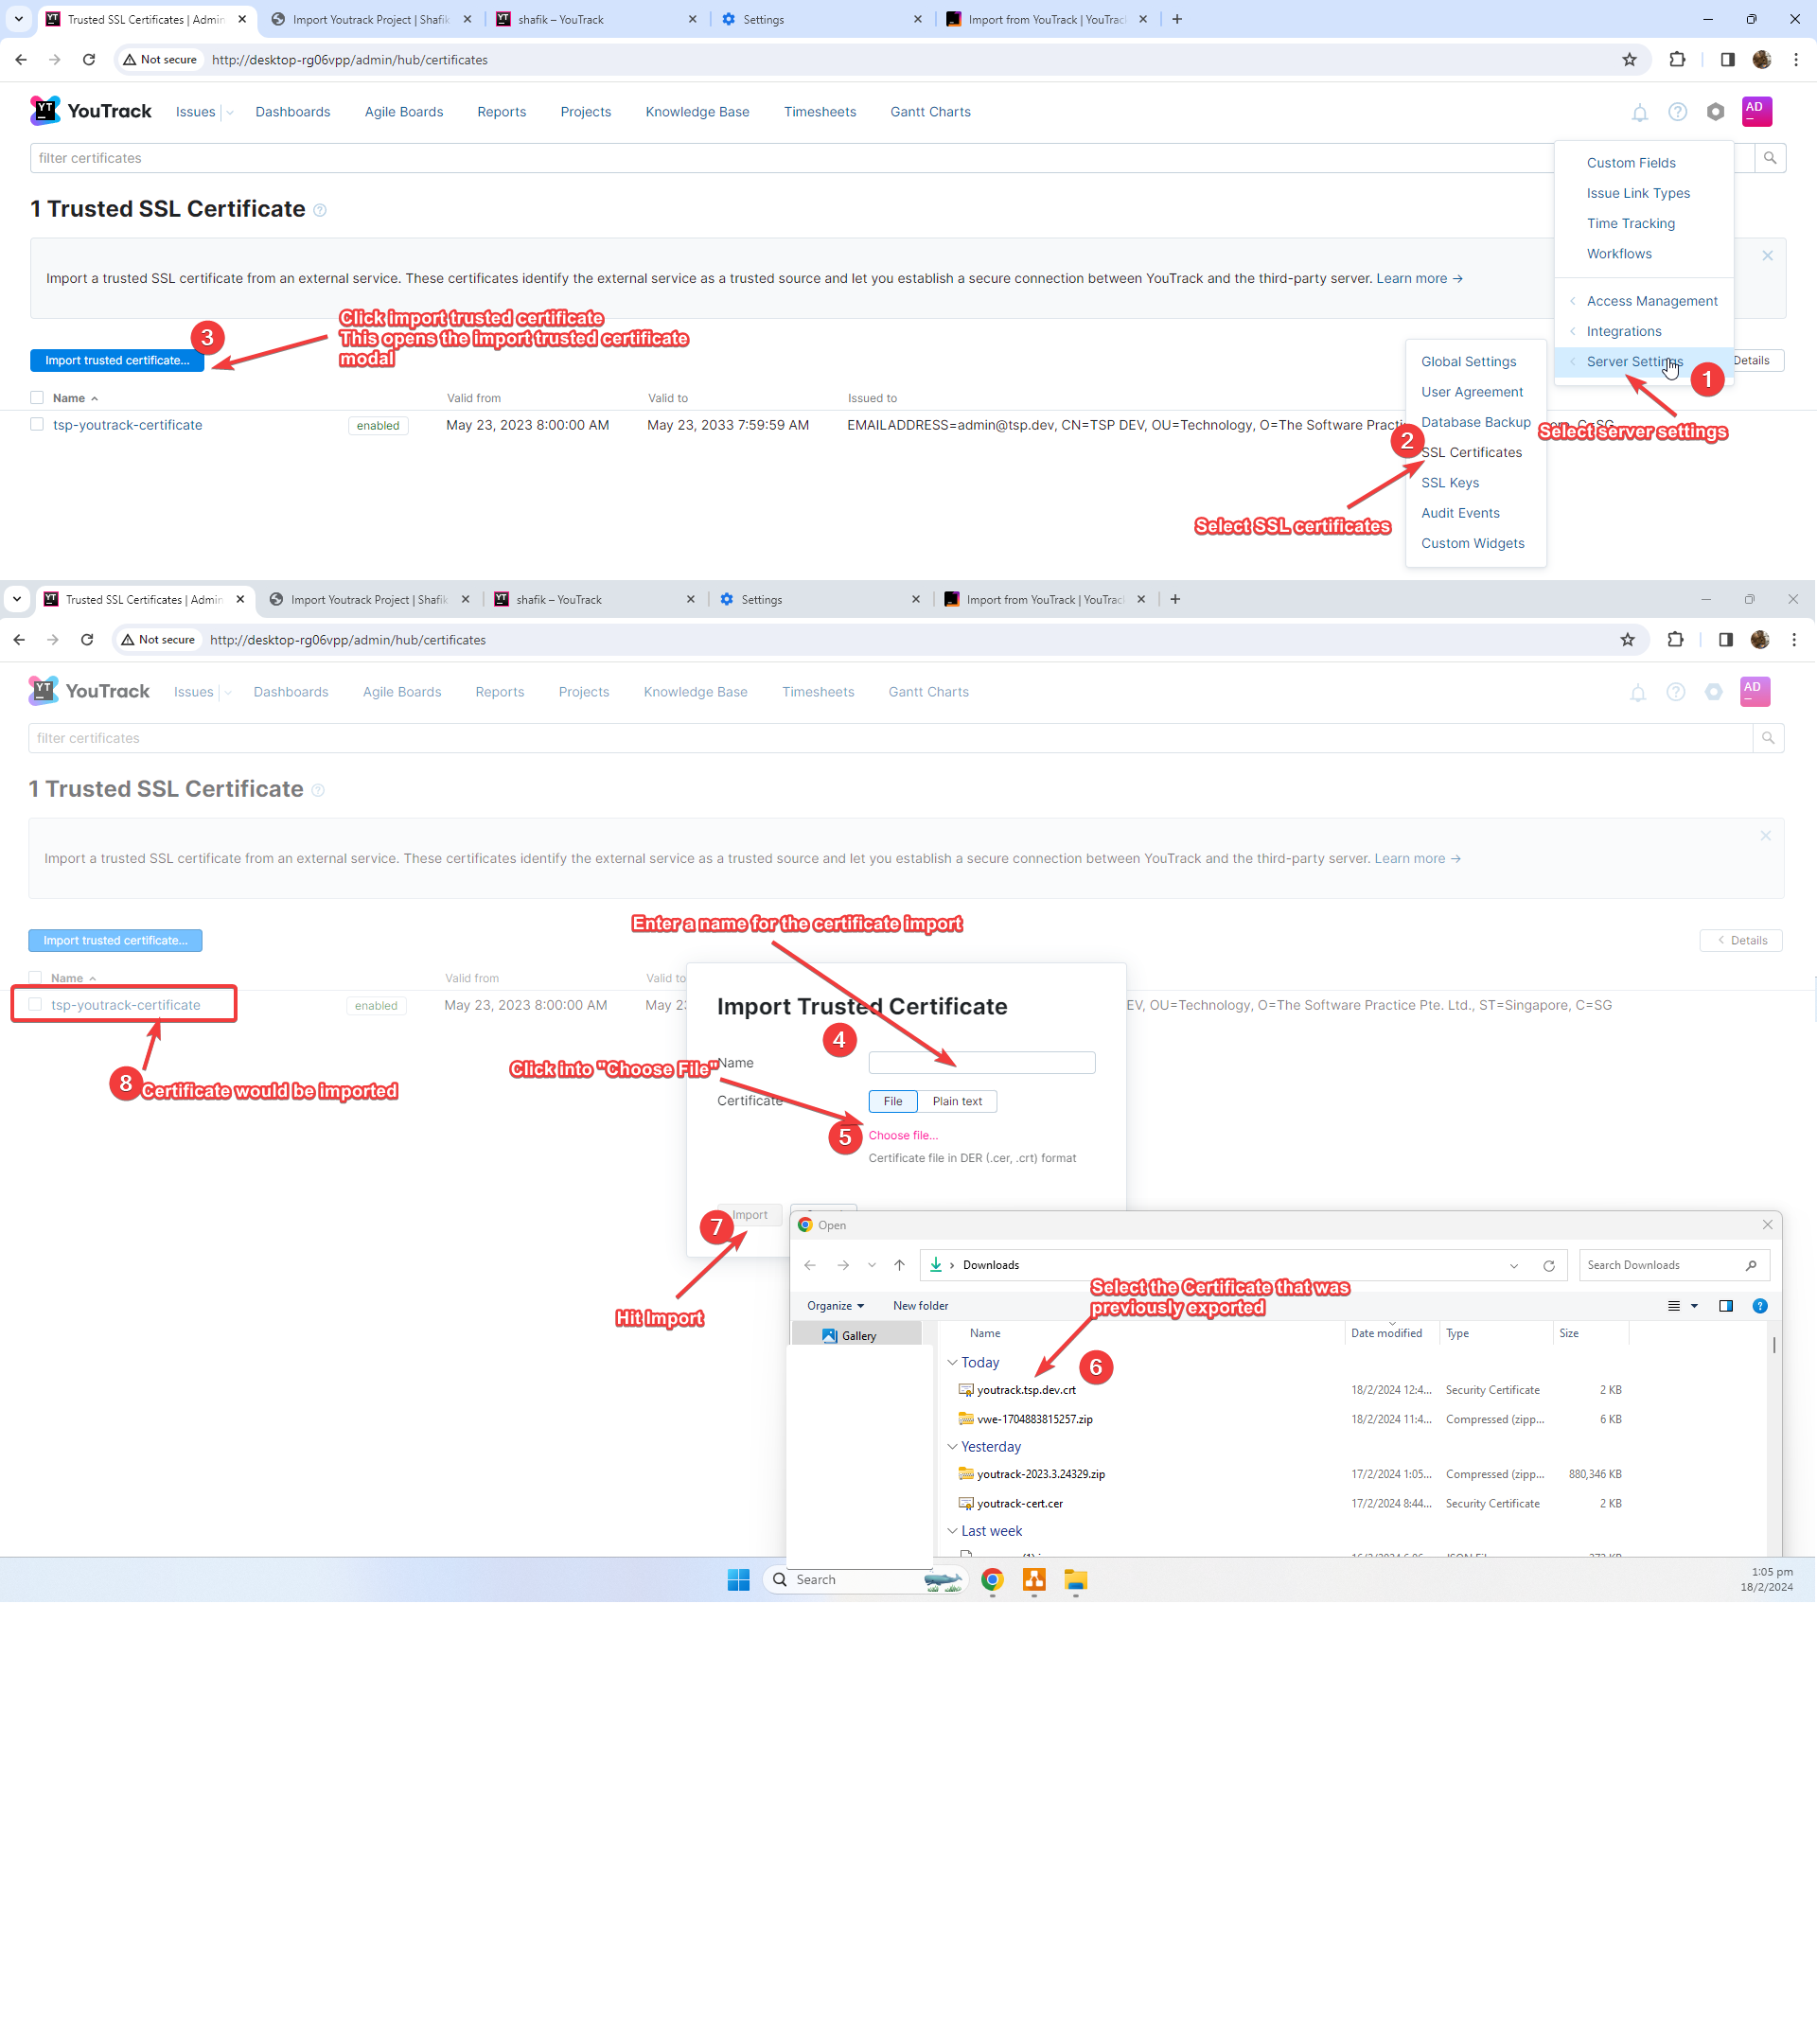 Trusted SSL Certificates | Admin
Import Youtrack Project | Shafik
shafik – YouTrack
Settings
Import from YouTrack | YouTrac
Not secure
http://desktop-rg06vpp/admin/hub/certificates
YouTrack
Issues
Dashboards
Agile Boards
Reports
Projects
Knowledge Base
Timesheets
Gantt Charts
AD
filter certificates
Custom Fields
Issue Link Types
Time Tracking
Workflows
Access Management
Integrations
Server Settings
1 Trusted SSL Certificate
Import a trusted SSL certificate from an external service. These certificates identify the external service as a trusted source and let you establish a secure connection between YouTrack and the third-party server. Learn more →
3
Click import trusted certificate
This opens the import trusted certificate
modal
Import trusted certificate...
Details
1
Select server settings
Global Settings
User Agreement
Database Backup
SSL Certificates
SSL Keys
Audit Events
Custom Widgets
2
Select SSL certificates
Name
Valid from
Valid to
Issued to
tsp-youtrack-certificate
enabled
May 23, 2023 8:00:00 AM
May 23, 2033 7:59:59 AM
EMAILADDRESS=admin@tsp.dev, CN=TSP DEV, OU=Technology, O=The Software Practi
Trusted SSL Certificates | Admin
Import Youtrack Project | Shafik
shafik – YouTrack
Settings
Import from YouTrack | YouTrac
Not secure
http://desktop-rg06vpp/admin/hub/certificates
YouTrack
Issues
Dashboards
Agile Boards
Reports
Projects
Knowledge Base
Timesheets
Gantt Charts
AD
filter certificates
1 Trusted SSL Certificate
Import a trusted SSL certificate from an external service. These certificates identify the external service as a trusted source and let you establish a secure connection between YouTrack and the third-party server. Learn more →
Enter a name for the certificate import
Import trusted certificate...
Details
Name
Valid from
Valid to
tsp-youtrack-certificate
enabled
May 23, 2023 8:00:00 AM
May 23
EV, OU=Technology, O=The Software Practice Pte. Ltd., ST=Singapore, C=SG
8
Certificate would be imported
Import Trusted Certificate
4
Click into "Choose File"
Name
Certificate
File
Plain text
5
Choose file...
Certificate file in DER (.cer, .crt) format
7
Import
Hit Import
Open
Downloads
Search Downloads
Select the Certificate that was
previously exported
Organize
New folder
Gallery
Name
Date modified
Type
Size
6
Today
youtrack.tsp.dev.crt
18/2/2024 12:4...
Security Certificate
2 KB
vwe-1704883815257.zip
18/2/2024 11:4...
Compressed (zipp...
6 KB
Yesterday
youtrack-2023.3.24329.zip
17/2/2024 1:05...
Compressed (zipp...
880,346 KB
youtrack-cert.cer
17/2/2024 8:44...
Security Certificate
2 KB
Last week
Search
1:05 pm
18/2/2024